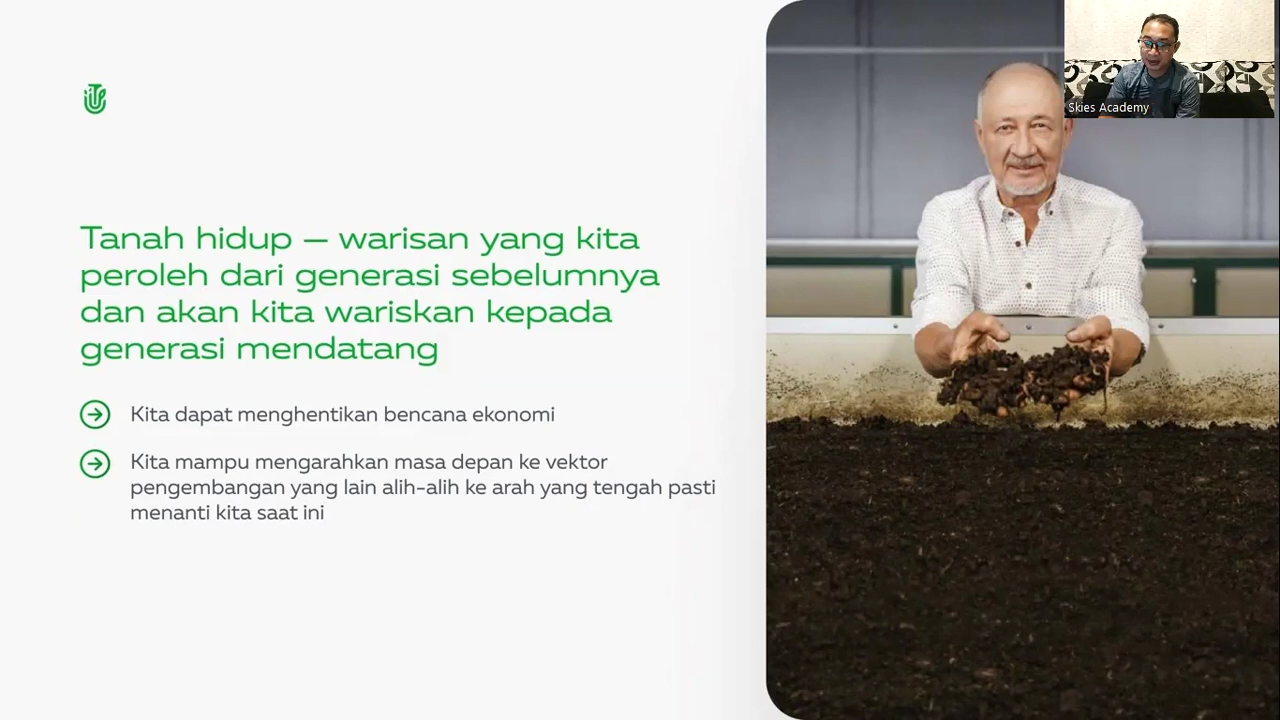 Skies Academy
Tanah hidup — warisan yang kita
peroleh dari generasi sebelumnya
dan akan kita wariskan kepada
generasi mendatang
Kita dapat menghentikan bencana ekonomi
Kita mampu mengarahkan masa depan ke vektor
pengembangan yang lain alih-alih ke arah yang tengah pasti
menanti kita saat ini